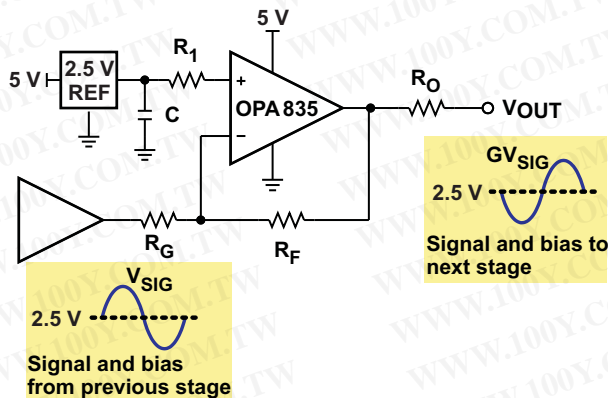 5 V
R1
5 V
2.5 V
REF
C
+
OPA835
−
RO
VOUT
RG
RF
GVSIG
2.5 V
Signal and bias to
next stage
VSIG
2.5 V
Signal and bias
from previous stage
WWW.100Y.COM.TW